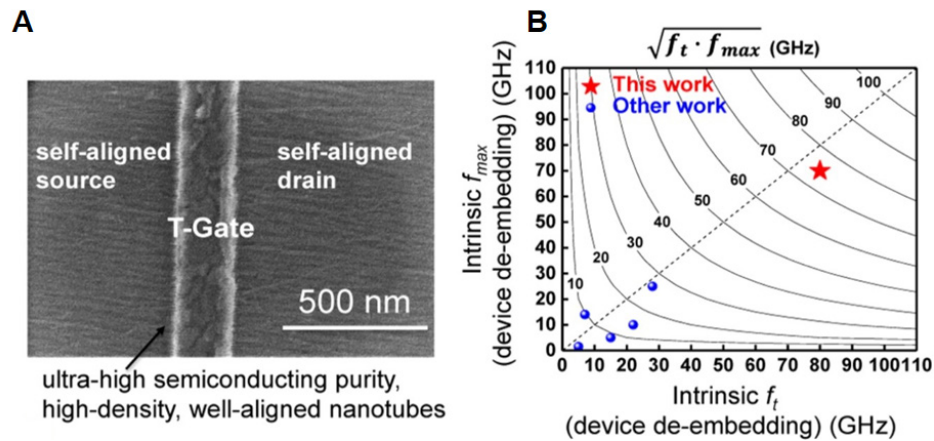 A
self-aligned
source
self-aligned
drain
T-Gate
500 nm
ultra-high semiconducting purity,
high-density, well-aligned nanotubes
B
√f_t · f_max (GHz)
This work
Other work
Intrinsic f_max
(device de-embedding) (GHz)
110
100
90
80
70
60
50
40
30
20
10
0
10
20
30
40
50
60
70
80
90
100
0 10 20 30 40 50 60 70 80 90 100 110
Intrinsic f_t
(device de-embedding) (GHz)